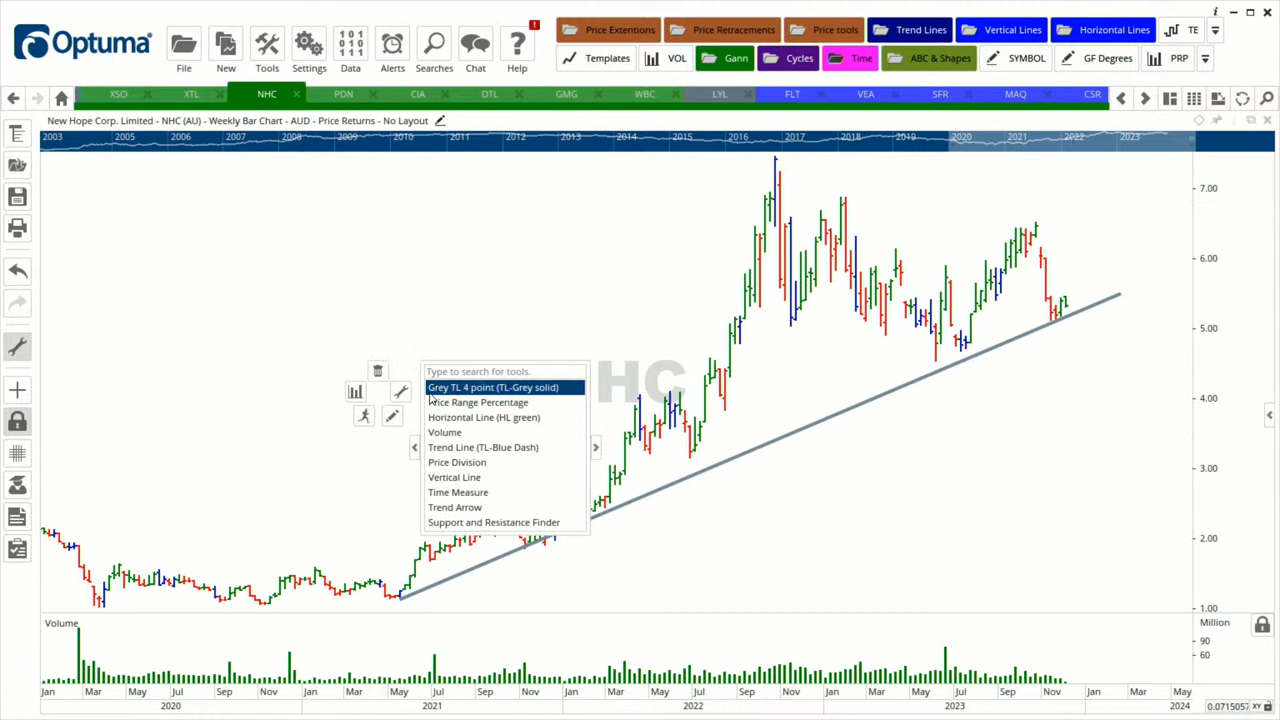 Optuma
File
New
Tools
Settings
101
010
101
Data
Alerts
Searches
Chat
?
!
Help
Price Extentions
Price Retracements
Price tools
Trend Lines
Vertical Lines
Horizontal Lines
TE
Templates
VOL
Gann
Cycles
Time
ABC & Shapes
SYMBOL
GF Degrees
PRP
XSO
XTL
NHC
PDN
CIA
DTL
GMG
WBC
LYL
FLT
VEA
SFR
MAQ
CSR
New Hope Corp. Limited - NHC (AU) - Weekly Bar Chart - AUD - Price Returns - No Layout
2003 2005 2006 2007 2008 2009 2010 2011 2012 2013 2014 2015 2016 2017 2018 2019 2020 2021 2022 2023
7.00
6.00
5.00
4.00
3.00
2.00
1.00
HC
Type to search for tools.
Grey TL 4 point (TL-Grey solid)
Price Range Percentage
Horizontal Line (HL green)
Volume
Trend Line (TL-Blue Dash)
Price Division
Vertical Line
Time Measure
Trend Arrow
Support and Resistance Finder
Volume
Million
90
60
Jan Mar May Jul Sep Nov Jan Mar May Jul Sep Nov Jan Mar May Jul Sep Nov Jan Mar May Jul Sep Nov Jan Mar May
2020 2021 2022 2023 2024
0.0715057 XY